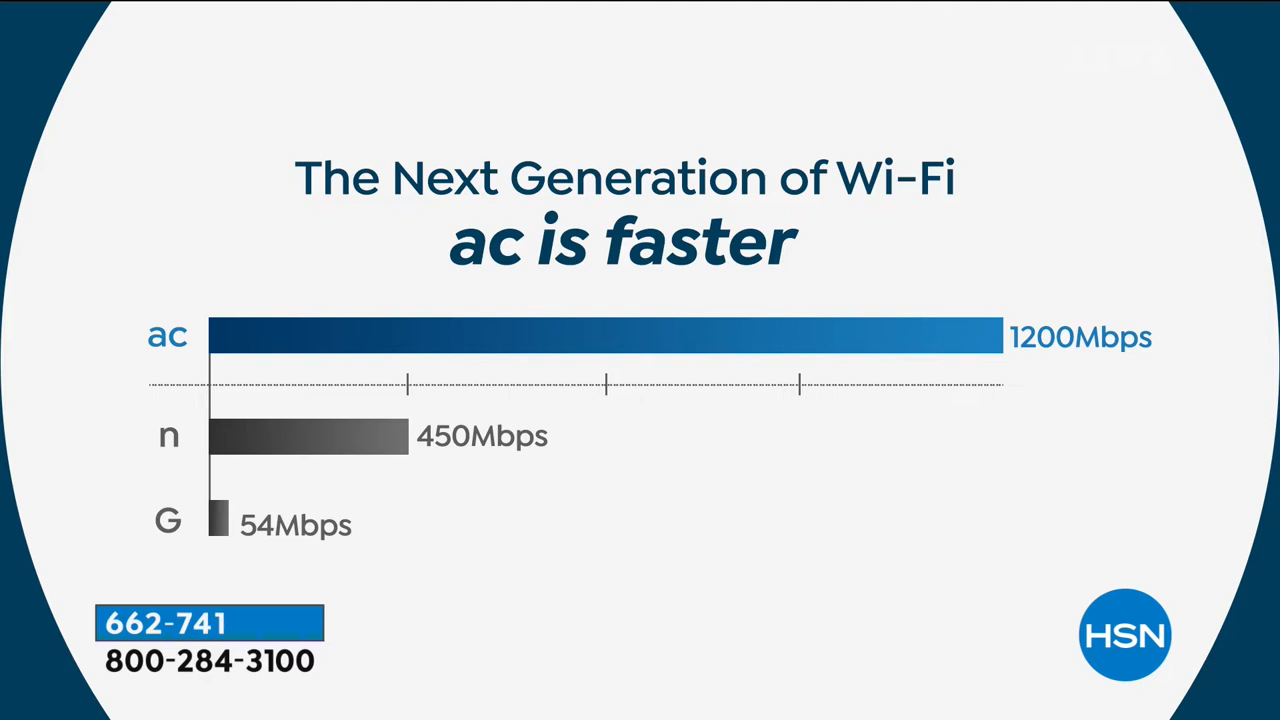 The Next Generation of Wi-Fi
ac is faster
ac 1200Mbps
n 450Mbps
G 54Mbps
662-741
800-284-3100
HSN